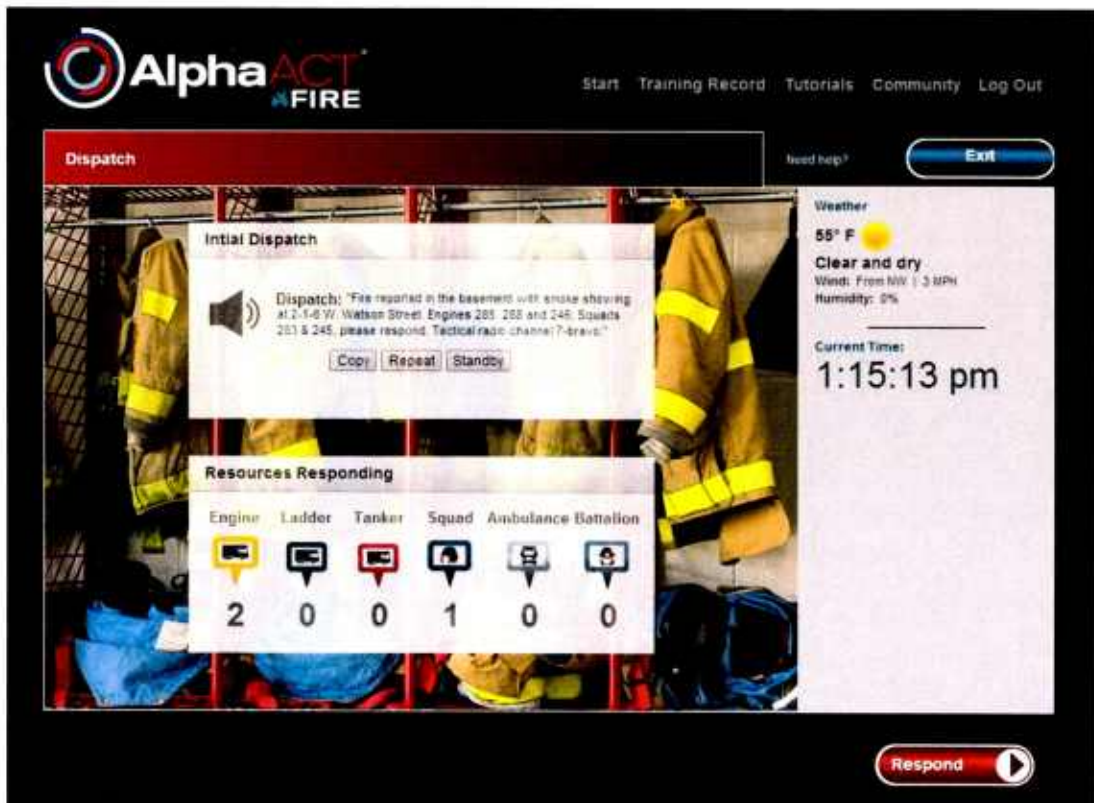 AlphaACT
FIRE
Start Training Record Tutorials Community Log Out
Dispatch
Need help?
Exit
Intial Dispatch
Dispatch: "Fire reported in the basement with smoke showing
at 2-1-6 W. Watson Street. Engines 285, 288 and 246; Squads
283 & 245, please respond. Tactical radio channel 7-bravo."
Copy Repeat Standby
Resources Responding
Engine Ladder Tanker Squad Ambulance Battalion
2 0 0 1 0 0
Weather
55° F
Clear and dry
Wind: From NW | 3 MPH
Humidity: 0%
Current Time:
1:15:13 pm
Respond